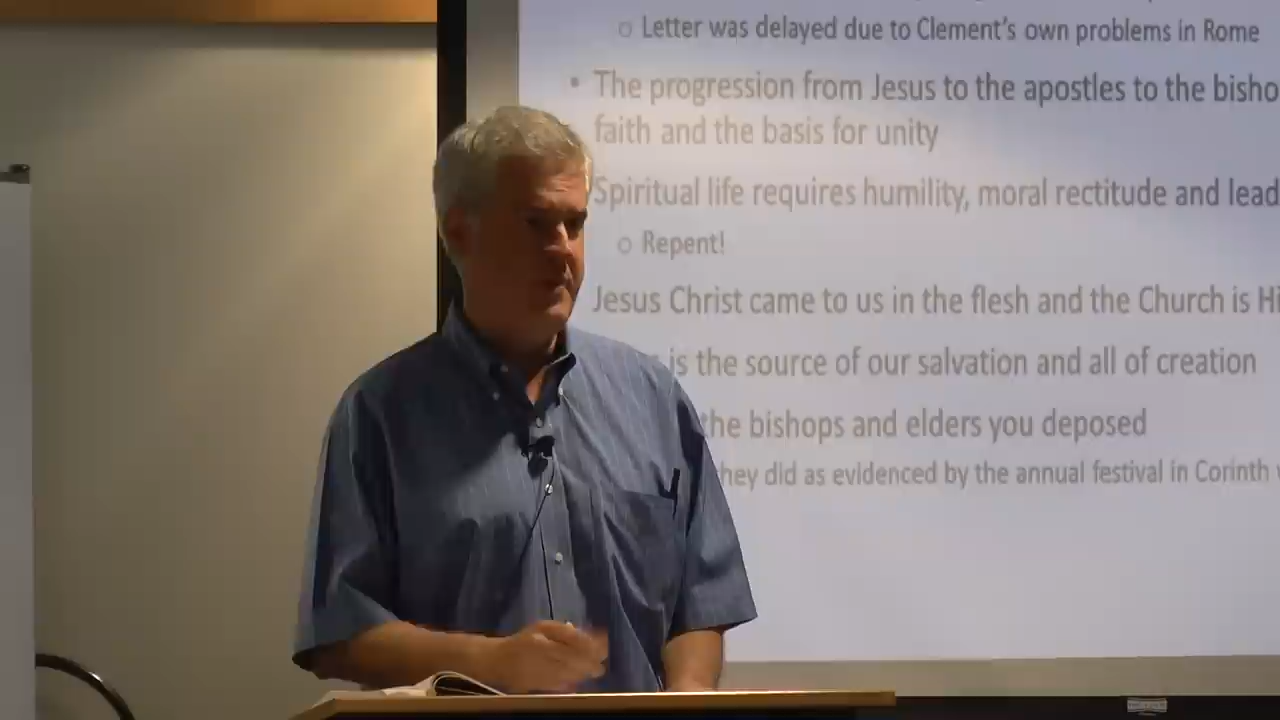 o Letter was delayed due to Clement's own problems in Rome
• The progression from Jesus to the apostles to the bisho
faith and the basis for unity
Spiritual life requires humility, moral rectitude and lead
o Repent!
Jesus Christ came to us in the flesh and the Church is Hi
is the source of our salvation and all of creation
the bishops and elders you deposed
hey did as evidenced by the annual festival in Corinth